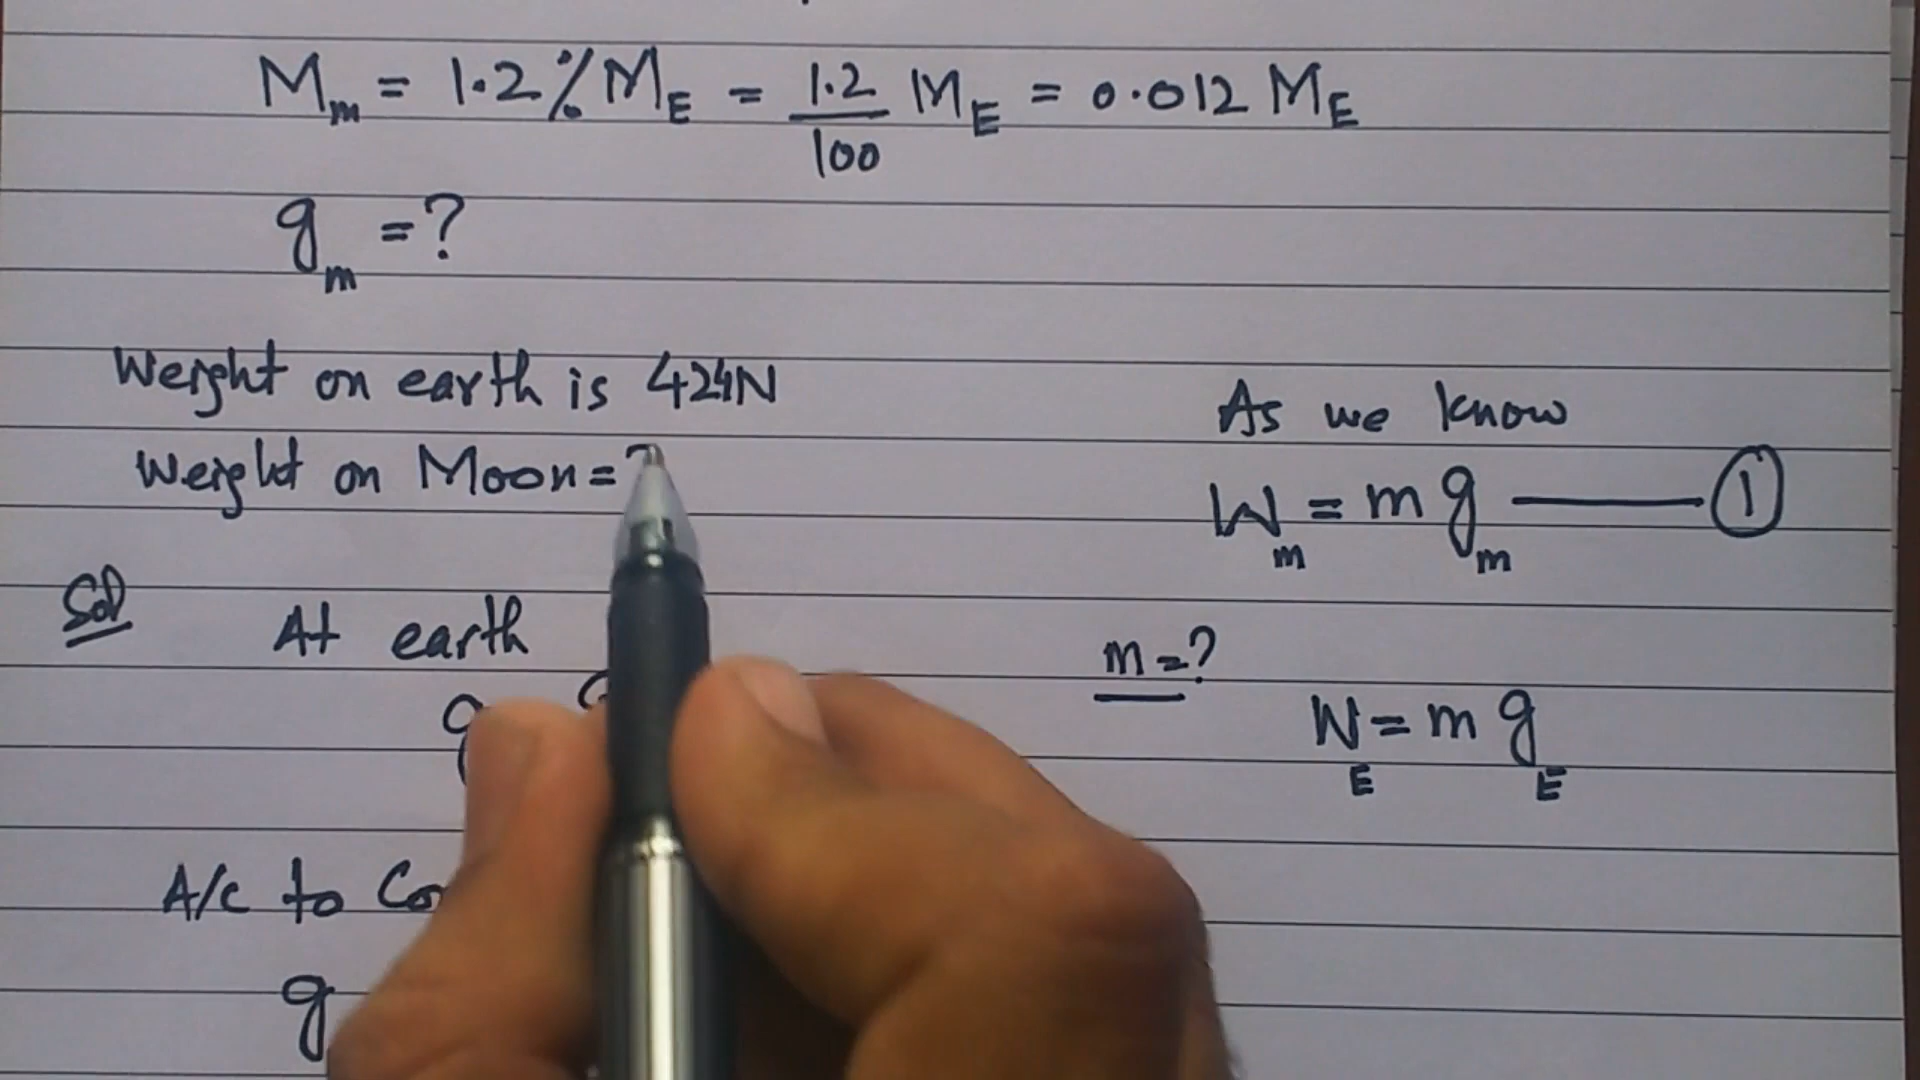 Mm = 1.2% ME = 1.2/100 ME = 0.012 ME
gm = ?
Weight on earth is 424N
Weight on Moon = ?
Sol At earth
g
A/c to
g
As we know
Wm = m gm ——— 1
m = ?
WE = m gE